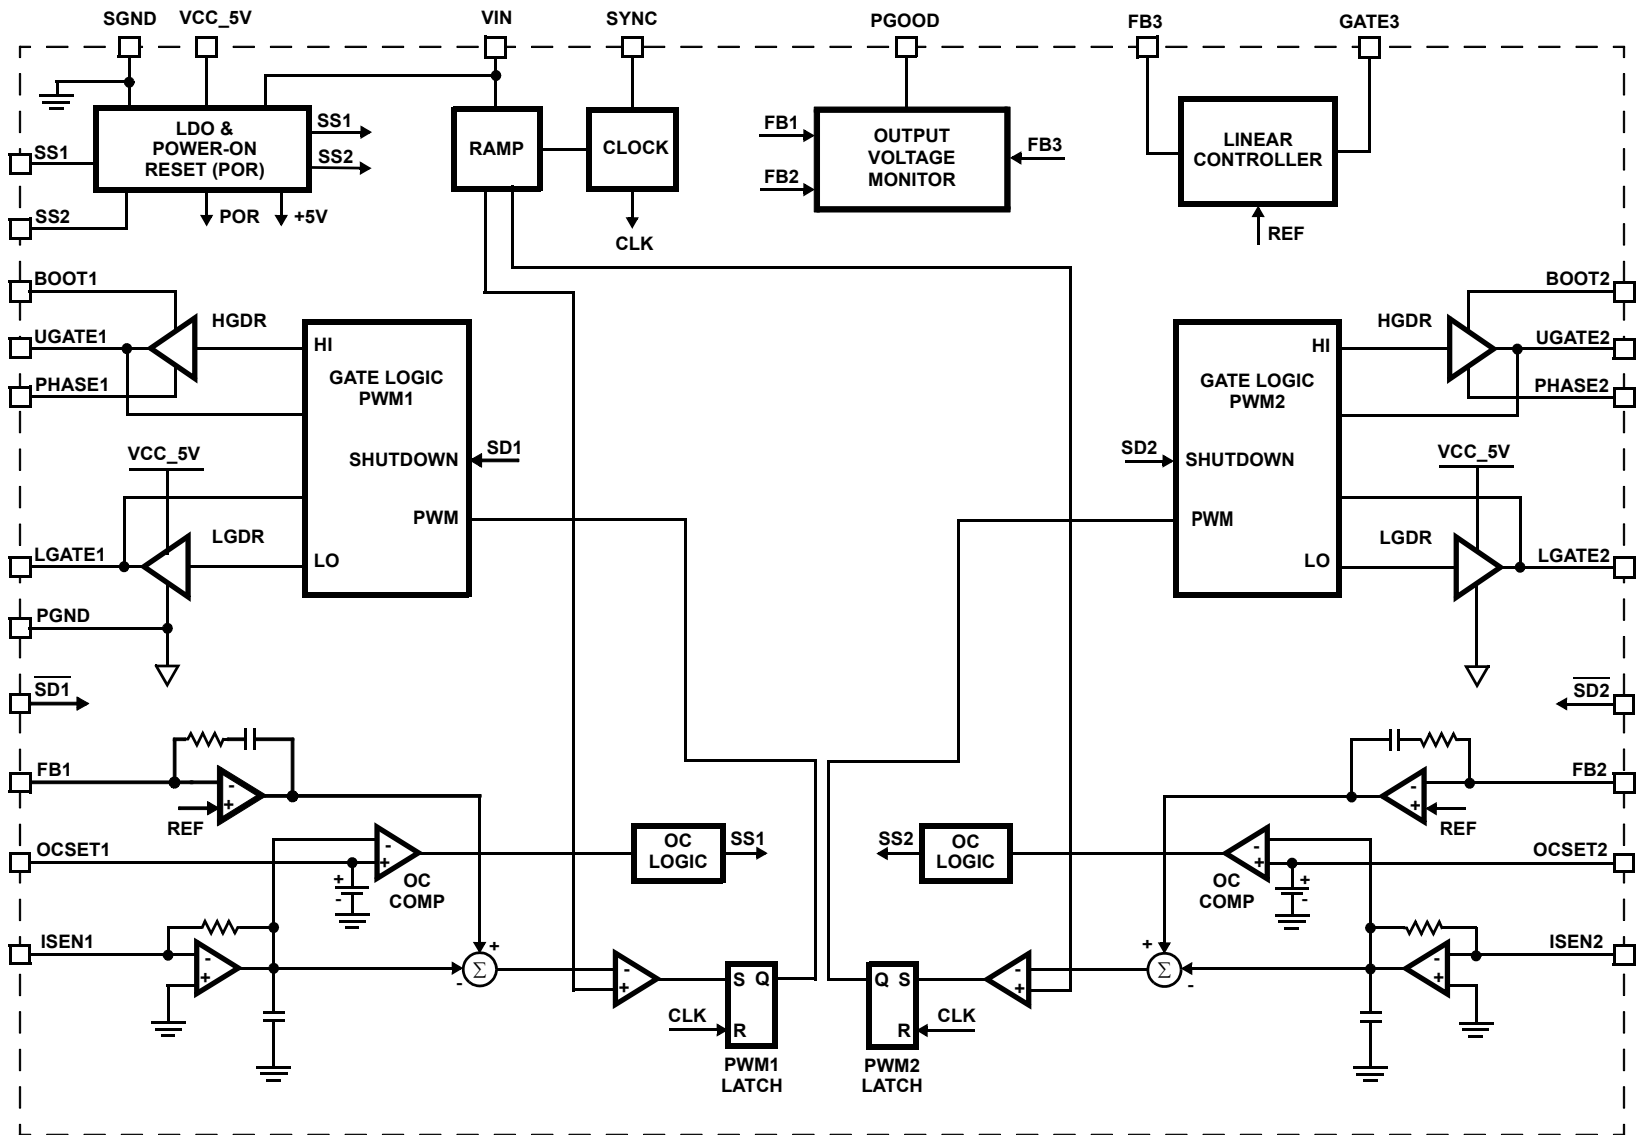 SGND VCC_5V VIN SYNC PGOOD FB3 GATE3
LDO &
POWER-ON
RESET (POR)
SS1
SS2
SS1
SS2
POR
+5V
RAMP
CLOCK
CLK
FB1
FB2
OUTPUT
VOLTAGE
MONITOR
FB3
LINEAR
CONTROLLER
REF
BOOT1
UGATE1
PHASE1
HGDR
HI
GATE LOGIC
PWM1
SHUTDOWN
SD1
PWM
LO
VCC_5V
LGDR
LGATE1
PGND
SD1
BOOT2
UGATE2
PHASE2
HGDR
HI
GATE LOGIC
PWM2
SD2
SHUTDOWN
PWM
LO
VCC_5V
LGDR
LGATE2
SD2
FB1
-
+
REF
OCSET1
-
+
+
-
OC
COMP
OC
LOGIC
SS1
ISEN1
-
+
Σ
+
-
-
+
S Q
R
CLK
PWM1
LATCH
FB2
-
+
REF
OCSET2
-
+
+
-
OC
COMP
OC
LOGIC
SS2
ISEN2
-
+
Σ
+
-
-
+
Q S
R
CLK
PWM2
LATCH